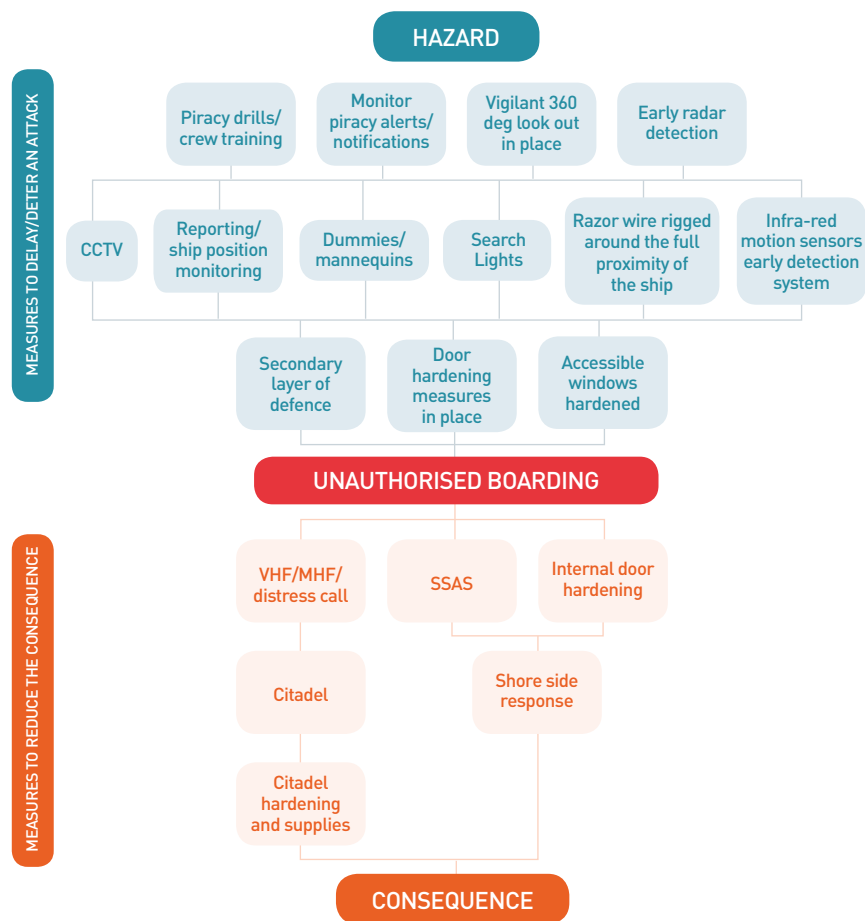 HAZARD
MEASURES TO DELAY/DETER AN ATTACK
Piracy drills/
crew training
Monitor
piracy alerts/
notifications
Vigilant 360
deg look out
in place
Early radar
detection
CCTV
Reporting/
ship position
monitoring
Dummies/
mannequins
Search
Lights
Razor wire rigged
around the full
proximity of
the ship
Infra-red
motion sensors
early detection
system
Secondary
layer of
defence
Door
hardening
measures
in place
Accessible
windows
hardened
UNAUTHORISED BOARDING
MEASURES TO REDUCE THE CONSEQUENCE
VHF/MHF/
distress call
SSAS
Internal door
hardening
Citadel
Shore side
response
Citadel
hardening
and supplies
CONSEQUENCE